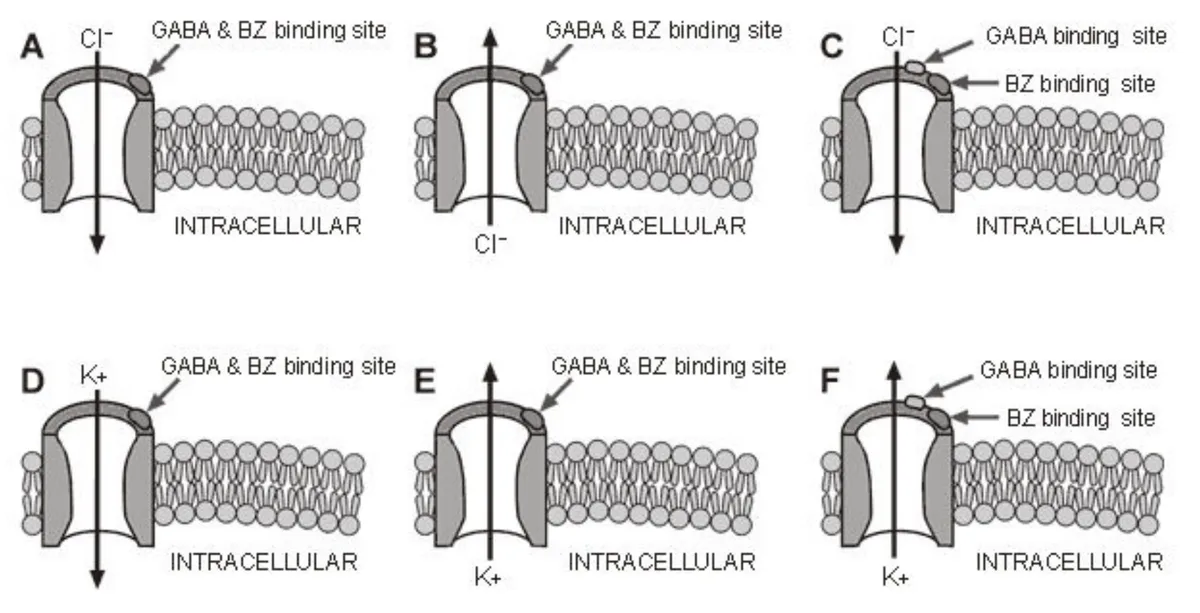 A
Cl⁻
GABA & BZ binding site
INTRACELLULAR
B
GABA & BZ binding site
Cl⁻
INTRACELLULAR
C
Cl⁻
GABA binding site
BZ binding site
INTRACELLULAR
D
K+
GABA & BZ binding site
INTRACELLULAR
E
GABA & BZ binding site
INTRACELLULAR
K+
F
GABA binding site
BZ binding site
INTRACELLULAR
K+